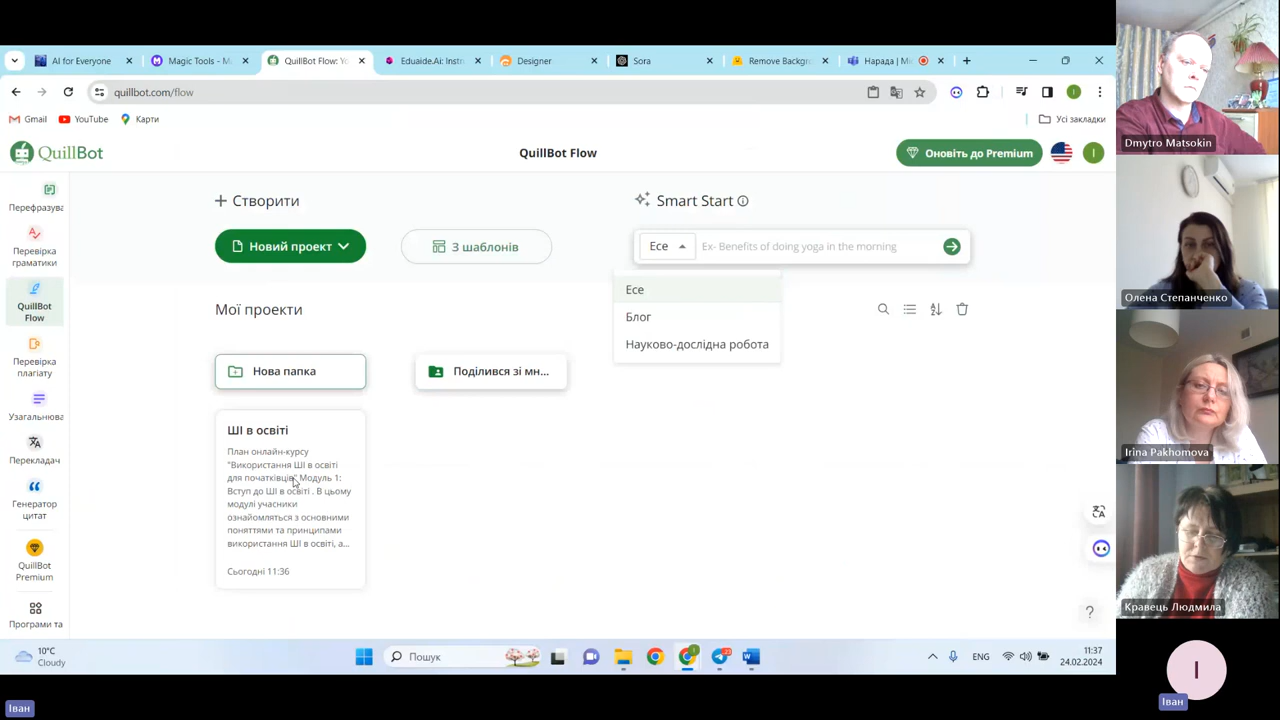 AI for Everyone
Magic Tools - M
QuillBot Flow: Yo
Eduaide.Ai: Instru
Designer
Sora
Remove Backgro
Нарада | Mi
quillbot.com/flow
Gmail
YouTube
Карти
Усі закладки
QuillBot
QuillBot Flow
Оновіть до Premium
I
Перефразува
Перевірка
граматики
QuillBot
Flow
Перевірка
плагіату
Узагальнюва
Перекладач
Генератор
цитат
QuillBot
Premium
Програми та
Створити
Smart Start
Новий проект
З шаблонів
Есе
Ex- Benefits of doing yoga in the morning
Есе
Блог
Науково-дослідна робота
Мої проекти
Нова папка
Поділився зі мн...
ШІ в освіті
План онлайн-курсу
"Використання ШІ в освіті
для початківців" Модуль 1:
Вступ до ШІ в освіті . В цьому
модулі учасники
ознайомляться з основними
поняттями та принципами
використання ШІ в освіті, а...
Сьогодні 11:36
10°C
Cloudy
Пошук
ENG
11:37
24.02.2024
Dmytro Matsokin
Олена Степанченко
Irina Pakhomova
Кравець Людмила
І
Іван
Іван